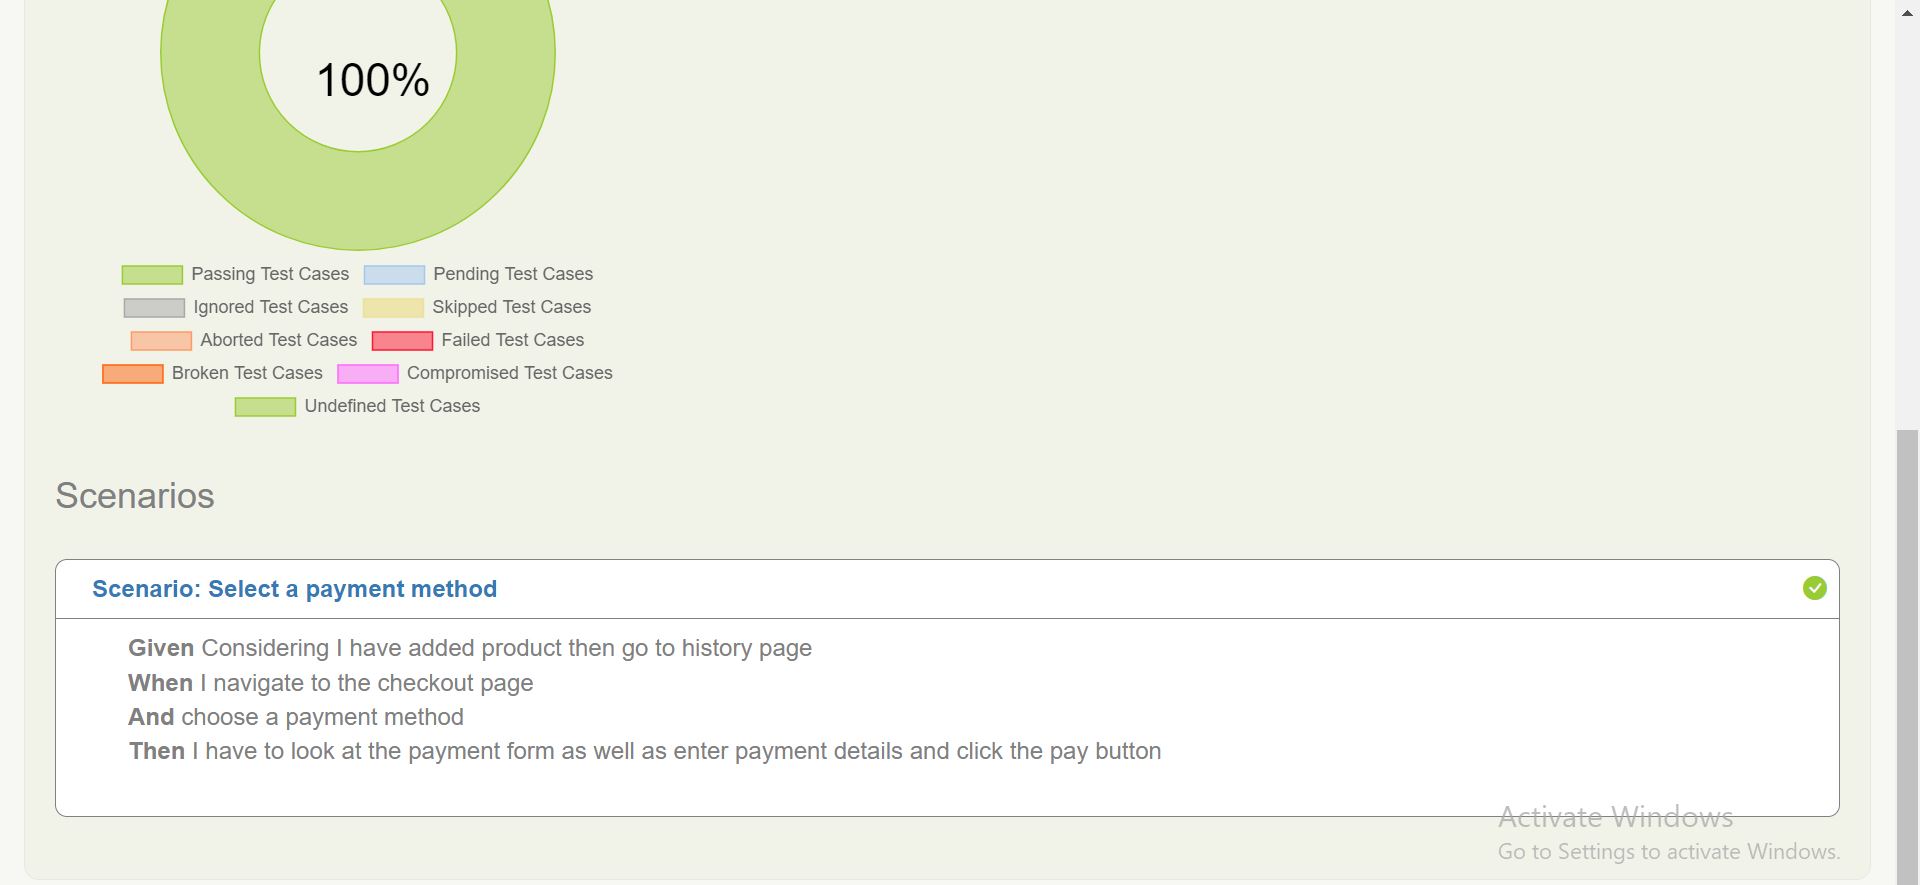 100%
Passing Test Cases Pending Test Cases
Ignored Test Cases Skipped Test Cases
Aborted Test Cases Failed Test Cases
Broken Test Cases Compromised Test Cases
Undefined Test Cases
Scenarios
Scenario: Select a payment method
Given Considering I have added product then go to history page
When I navigate to the checkout page
And choose a payment method
Then I have to look at the payment form as well as enter payment details and click the pay button
Activate Windows
Go to Settings to activate Windows.